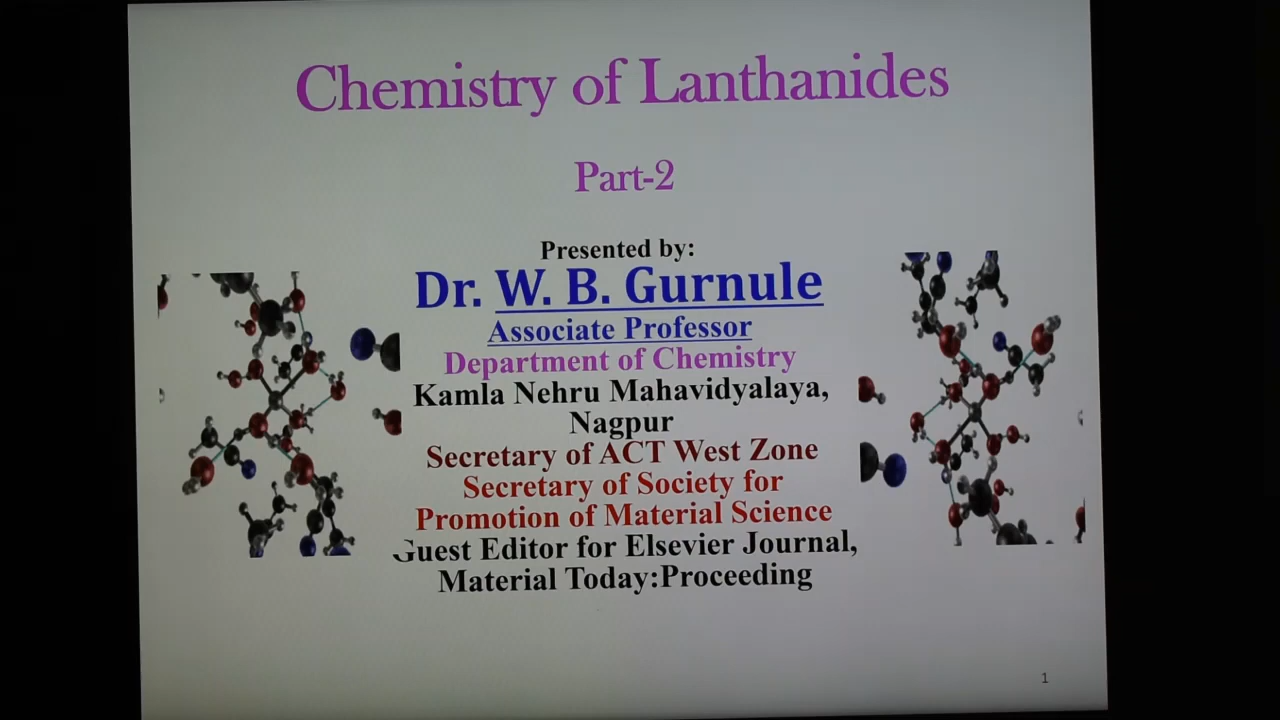 Chemistry of Lanthanides
Part-2
Presented by:
Dr. W. B. Gurnule
Associate Professor
Department of Chemistry
Kamla Nehru Mahavidyalaya,
Nagpur
Secretary of ACT West Zone
Secretary of Society for
Promotion of Material Science
Guest Editor for Elsevier Journal,
Material Today:Proceeding
1